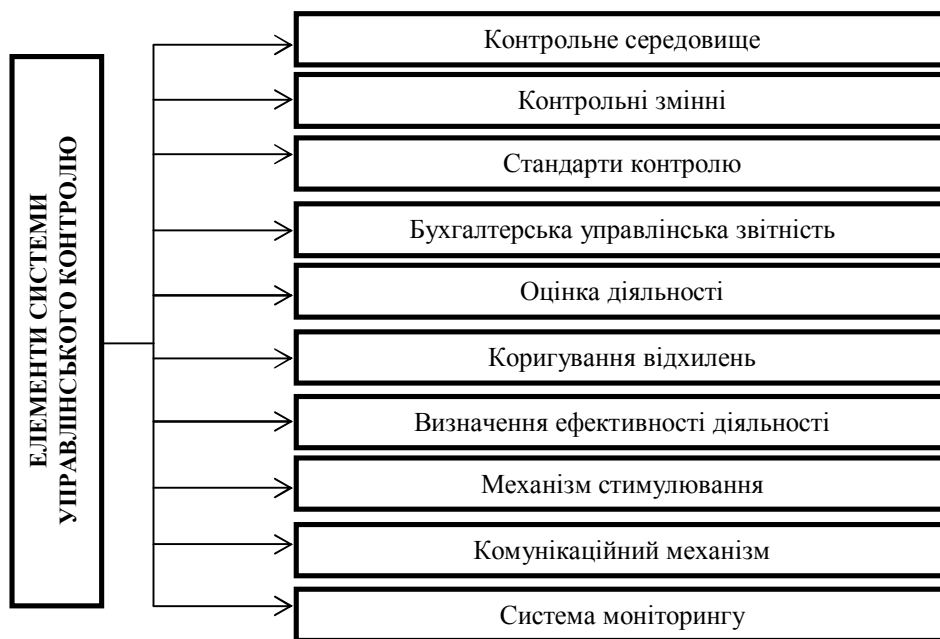 ЕЛЕМЕНТИ СИСТЕМИ
УПРАВЛІНСЬКОГО КОНТРОЛЮ
Контрольне середовище
Контрольні змінні
Стандарти контролю
Бухгалтерська управлінська звітність
Оцінка діяльності
Коригування відхилень
Визначення ефективності діяльності
Механізм стимулювання
Комунікаційний механізм
Система моніторингу